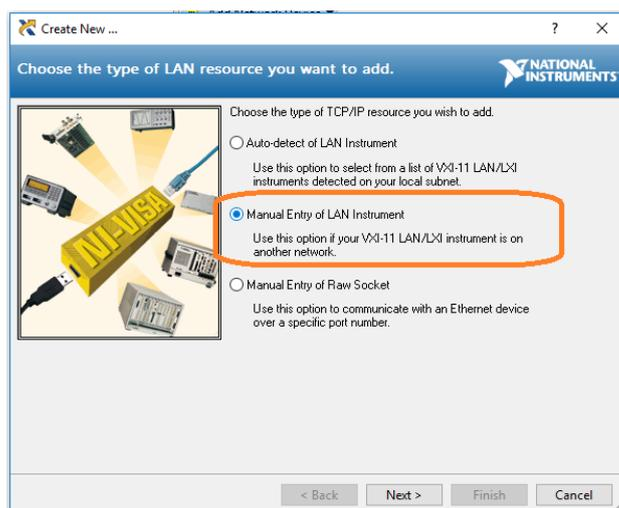 Add Network Device
Create New ...
? X
Choose the type of LAN resource you want to add.
NATIONAL
INSTRUMENTS
Choose the type of TCP/IP resource you wish to add.
Auto-detect of LAN Instrument
Use this option to select from a list of VXI-11 LAN/LXI
instruments detected on your local subnet.
Manual Entry of LAN Instrument
Use this option if your VXI-11 LAN/LXI instrument is on
another network.
Manual Entry of Raw Socket
Use this option to communicate with an Ethernet device
over a specific port number.
NI-VISA
< Back
Next >
Finish
Cancel